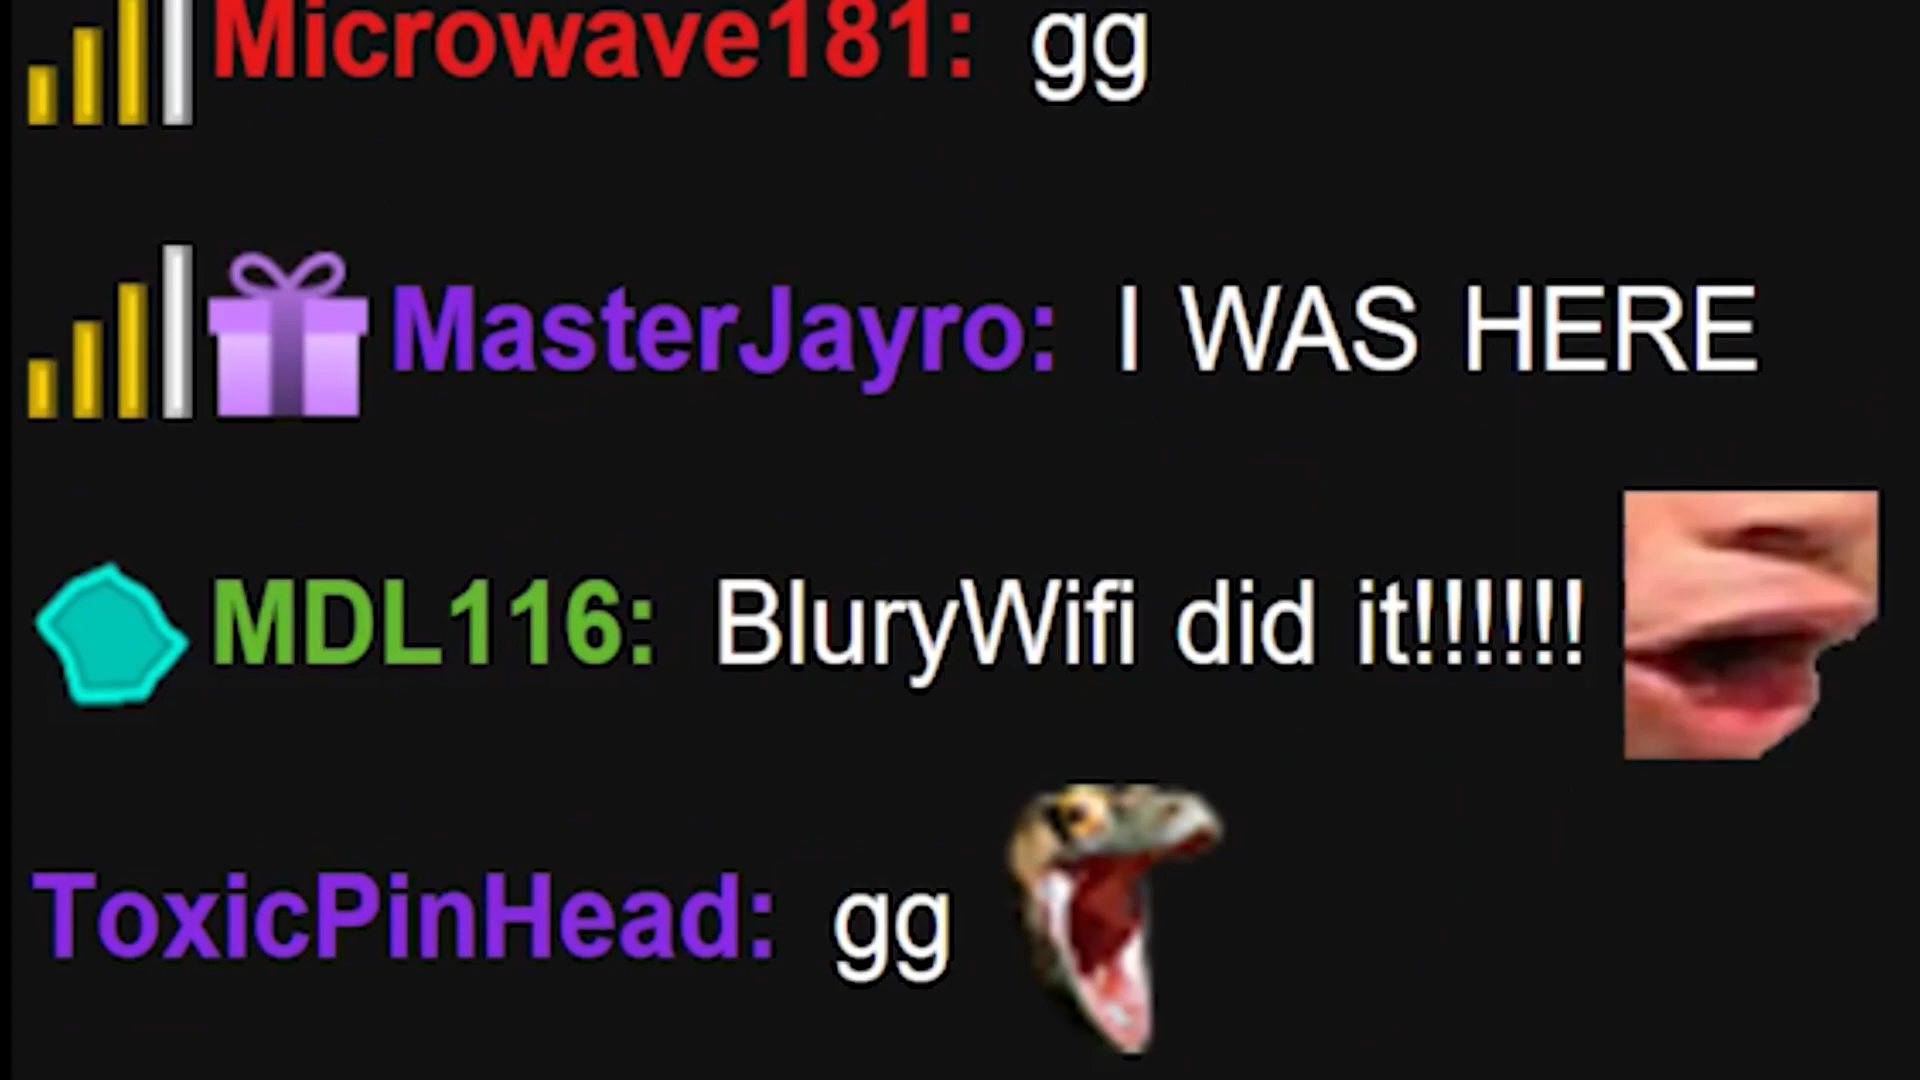 Microwave181: gg
MasterJayro: I WAS HERE
MDL116: BluryWifi did it!!!!!!
ToxicPinHead: gg